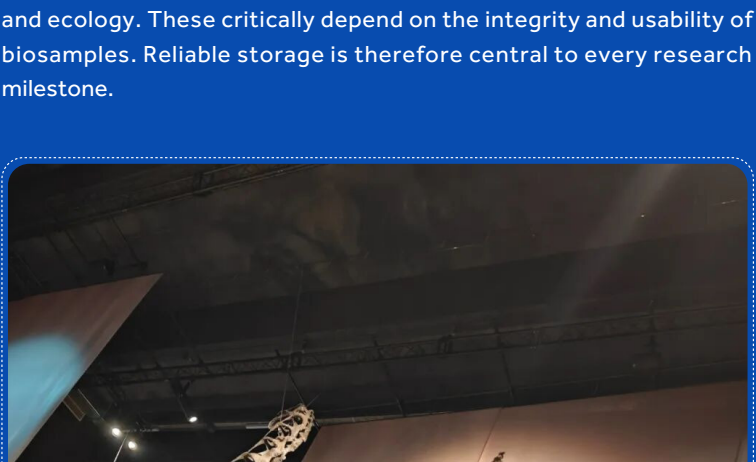 and ecology. These critically depend on the integrity and usability of
biosamples. Reliable storage is therefore central to every research
milestone.